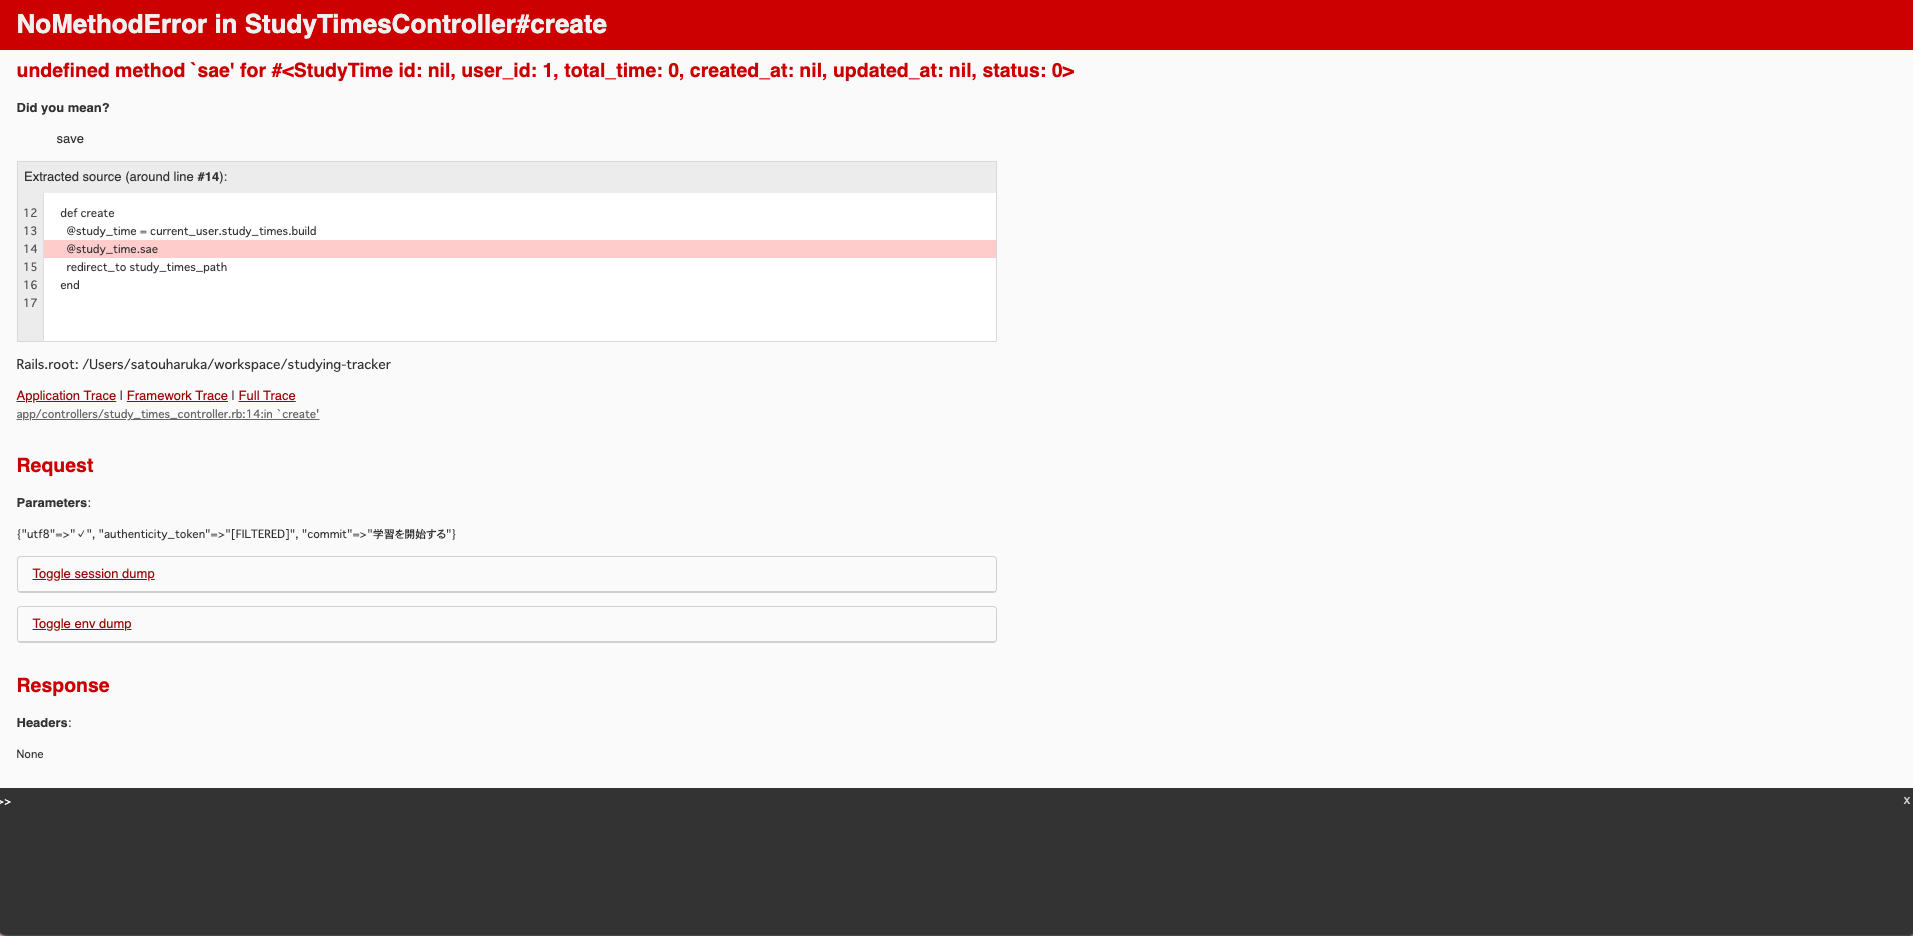 NoMethodError in StudyTimesController#create
undefined method `sae' for #<StudyTime id: nil, user_id: 1, total_time: 0, created_at: nil, updated_at: nil, status: 0>
Did you mean?
save
Extracted source (around line #14):
12 def create
13 @study_time = current_user.study_times.build
14 @study_time.sae
15 redirect_to study_times_path
16 end
17
Rails.root: /Users/satouharuka/workspace/studying-tracker
Application Trace | Framework Trace | Full Trace
app/controllers/study_times_controller.rb:14:in `create'
Request
Parameters:
{"utf8"=>"✓", "authenticity_token"=>"[FILTERED]", "commit"=>"学習を開始する"}
Toggle session dump
Toggle env dump
Response
Headers:
None
>>
x